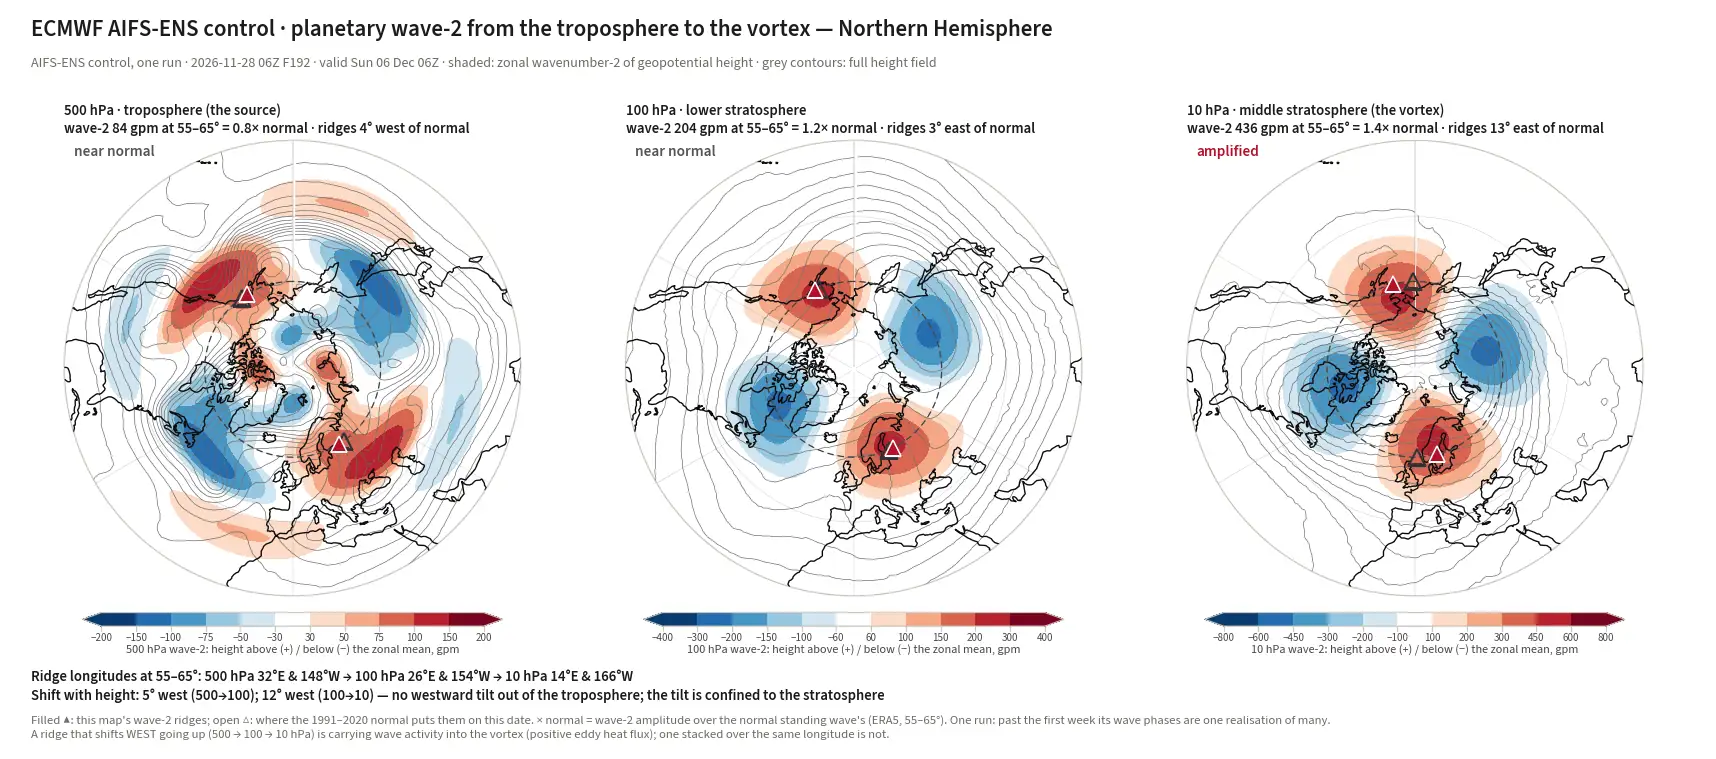 ECMWF AIFS-ENS control · planetary wave-2 from the troposphere to the vortex — Northern Hemisphere
AIFS-ENS control, one run · 2026-11-28 06Z F192 · valid Sun 06 Dec 06Z · shaded: zonal wavenumber-2 of geopotential height · grey contours: full height field
500 hPa · troposphere (the source)
wave-2 84 gpm at 55–65° = 0.8× normal · ridges 4° west of normal
near normal
100 hPa · lower stratosphere
wave-2 204 gpm at 55–65° = 1.2× normal · ridges 3° east of normal
near normal
10 hPa · middle stratosphere (the vortex)
wave-2 436 gpm at 55–65° = 1.4× normal · ridges 13° east of normal
amplified
−200 −150 −100 −75 −50 −30 30 50 75 100 150 200
500 hPa wave-2: height above (+) / below (−) the zonal mean, gpm
−400 −300 −200 −150 −100 −60 60 100 150 200 300 400
100 hPa wave-2: height above (+) / below (−) the zonal mean, gpm
−800 −600 −450 −300 −200 −100 100 200 300 450 600 800
10 hPa wave-2: height above (+) / below (−) the zonal mean, gpm
Ridge longitudes at 55–65°: 500 hPa 32°E & 148°W → 100 hPa 26°E & 154°W → 10 hPa 14°E & 166°W
Shift with height: 5° west (500→100); 12° west (100→10) — no westward tilt out of the troposphere; the tilt is confined to the stratosphere
Filled ▲: this map's wave-2 ridges; open △: where the 1991–2020 normal puts them on this date. × normal = wave-2 amplitude over the normal standing wave's (ERA5, 55–65°). One run: past the first week its wave phases are one realisation of many.
A ridge that shifts WEST going up (500 → 100 → 10 hPa) is carrying wave activity into the vortex (positive eddy heat flux); one stacked over the same longitude is not.